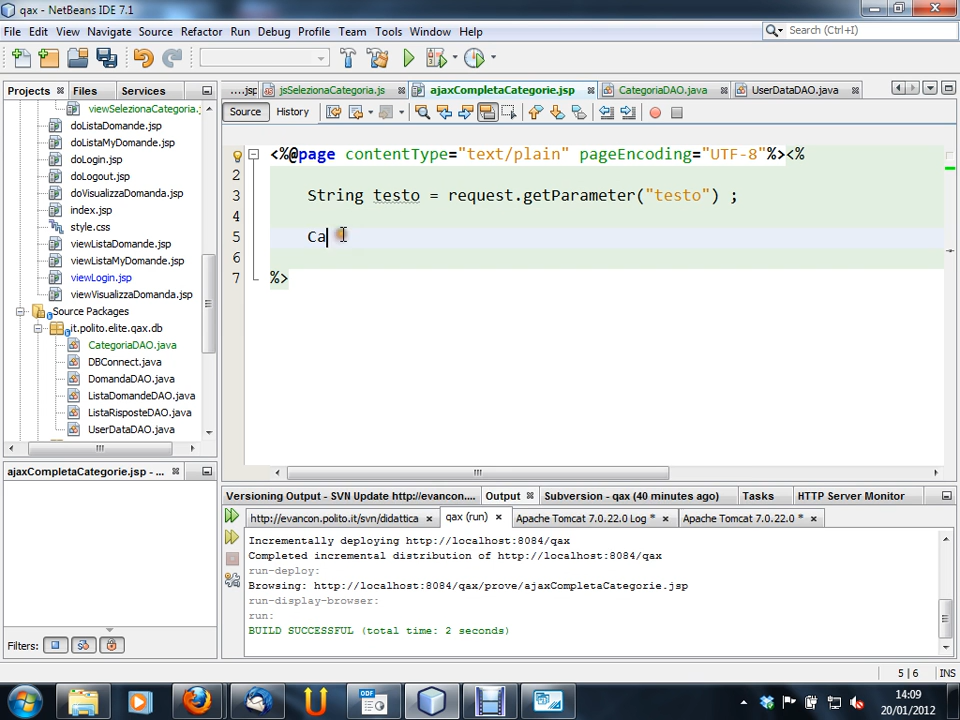 qax - NetBeans IDE 7.1
File Edit View Navigate Source Refactor Run Debug Profile Team Tools Window Help
Search (Ctrl+I)
Projects Files Services
....jsp jsSelezionaCategoria.js ajaxCompletaCategorie.jsp CategoriaDAO.java UserDataDAO.java
Source History
viewSelezionaCategoria.
doListaDomande.jsp
doListaMyDomande.jsp
doLogin.jsp
doLogout.jsp
doVisualizzaDomanda.jsp
index.jsp
style.css
viewListaDomande.jsp
viewListaMyDomande.jsp
viewLogin.jsp
viewVisualizzaDomanda.jsp
Source Packages
it.polito.elite.qax.db
CategoriaDAO.java
DBConnect.java
DomandaDAO.java
ListaDomandeDAO.java
ListaRisposteDAO.java
UserDataDAO.java
<%@page contentType="text/plain" pageEncoding="UTF-8"%><%
2
3 String testo = request.getParameter("testo") ;
4
5 Ca
6
7 %>
ajaxCompletaCategorie.jsp - ...
Filters:
Versioning Output - SVN Update http://evancon.... Output Subversion - qax (40 minutes ago) Tasks HTTP Server Monitor
http://evancon.polito.it/svn/didattica qax (run) Apache Tomcat 7.0.22.0 Log * Apache Tomcat 7.0.22.0 *
Incrementally deploying http://localhost:8084/qax
Completed incremental distribution of http://localhost:8084/qax
run-deploy:
Browsing: http://localhost:8084/qax/prove/ajaxCompletaCategorie.jsp
run-display-browser:
run:
BUILD SUCCESSFUL (total time: 2 seconds)
5 | 6 INS
ODF
14:09
20/01/2012